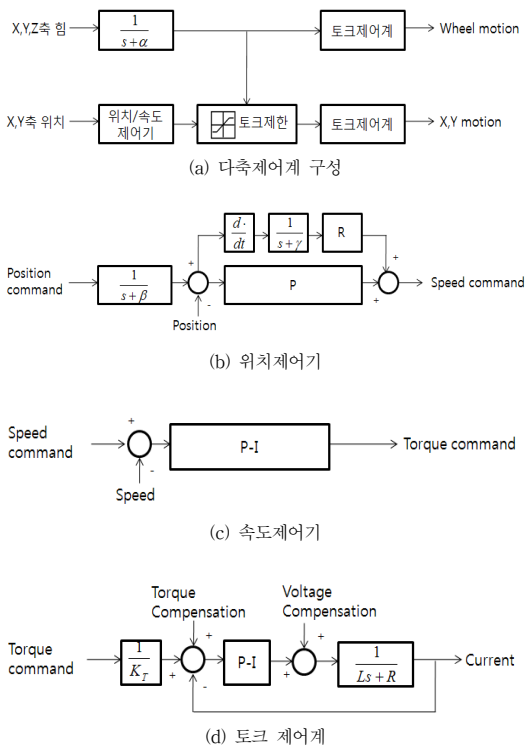 X,Y,Z축 힘
1
s+α
토크제어계
Wheel motion
X,Y축 위치
위치/속도
제어기
토크제한
토크제어계
X,Y motion
(a) 다축제어계 구성
d·
dt
1
s+γ
R
+
+
Position
command
1
s+β
P
Speed command
-
+
Position
(b) 위치제어기
+
Speed
command
P-I
Torque command
-
Speed
(c) 속도제어기
Torque
Compensation
Voltage
Compensation
+
+
Torque
command
1
K_T
P-I
1
Ls+R
Current
+
+
-
(d) 토크 제어계